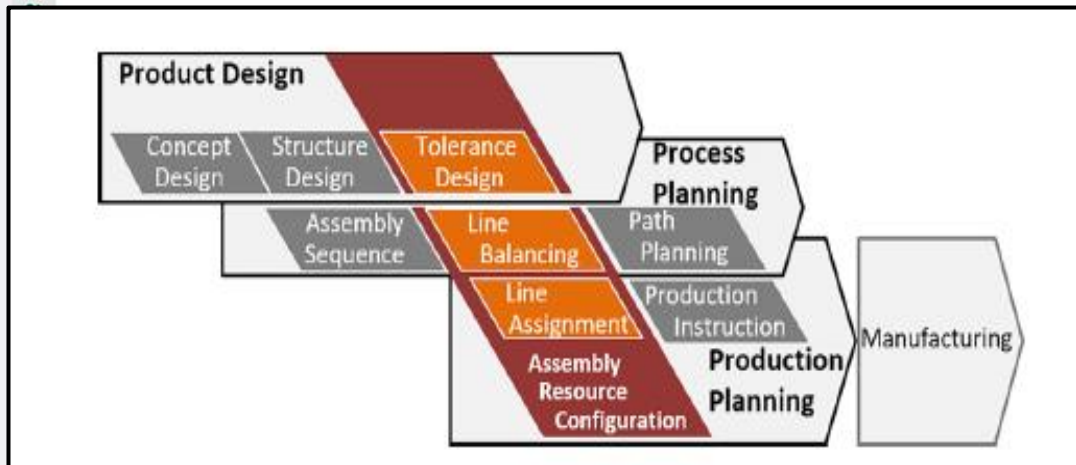 Product Design
Concept
Design
Structure
Design
Tolerance
Design
Process
Planning
Assembly
Sequence
Line
Balancing
Path
Planning
Line
Assignment
Production
Instruction
Assembly
Resource
Configuration
Production
Planning
Manufacturing